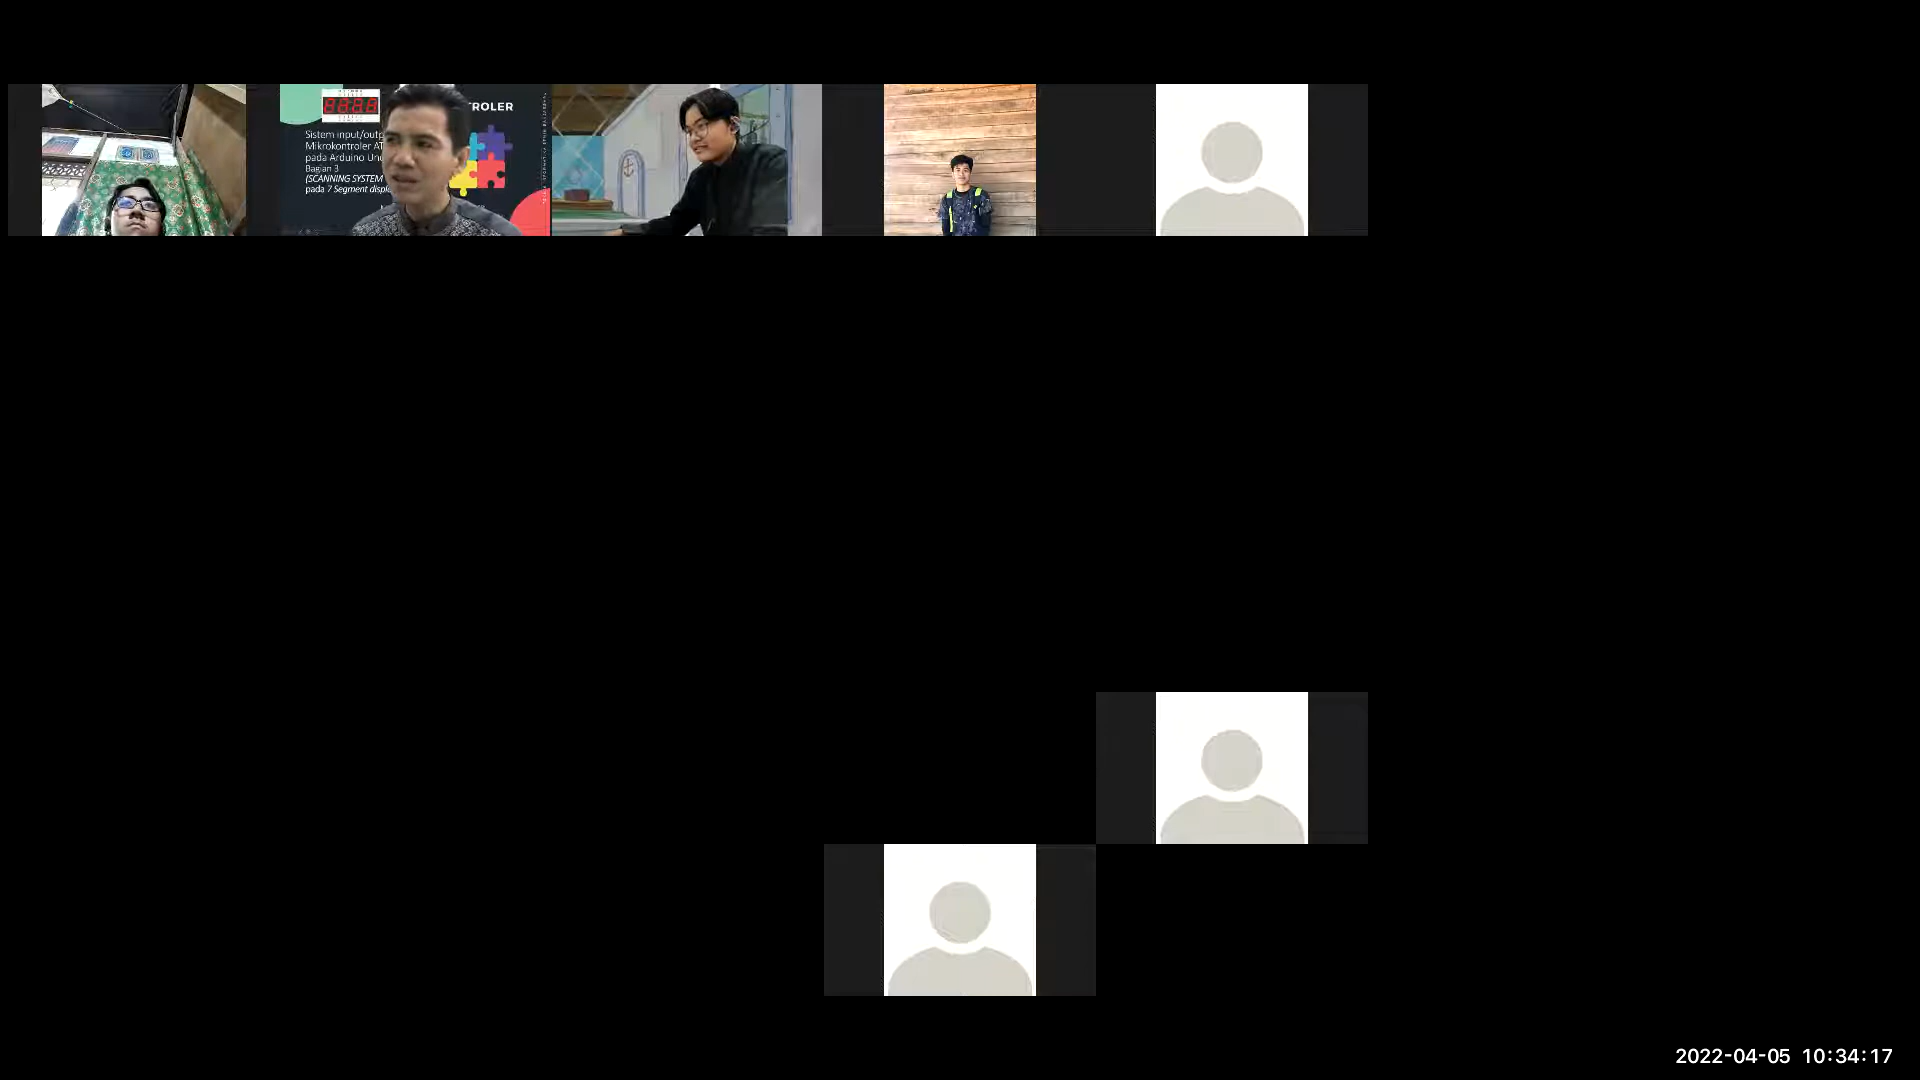 TROLER
Sistem input/outp
Mikrokontroler AT
pada Arduino Un
Bagian 3
(SCANNING SYSTEM
pada 7 Segment displ
2022-04-05 10:34:17